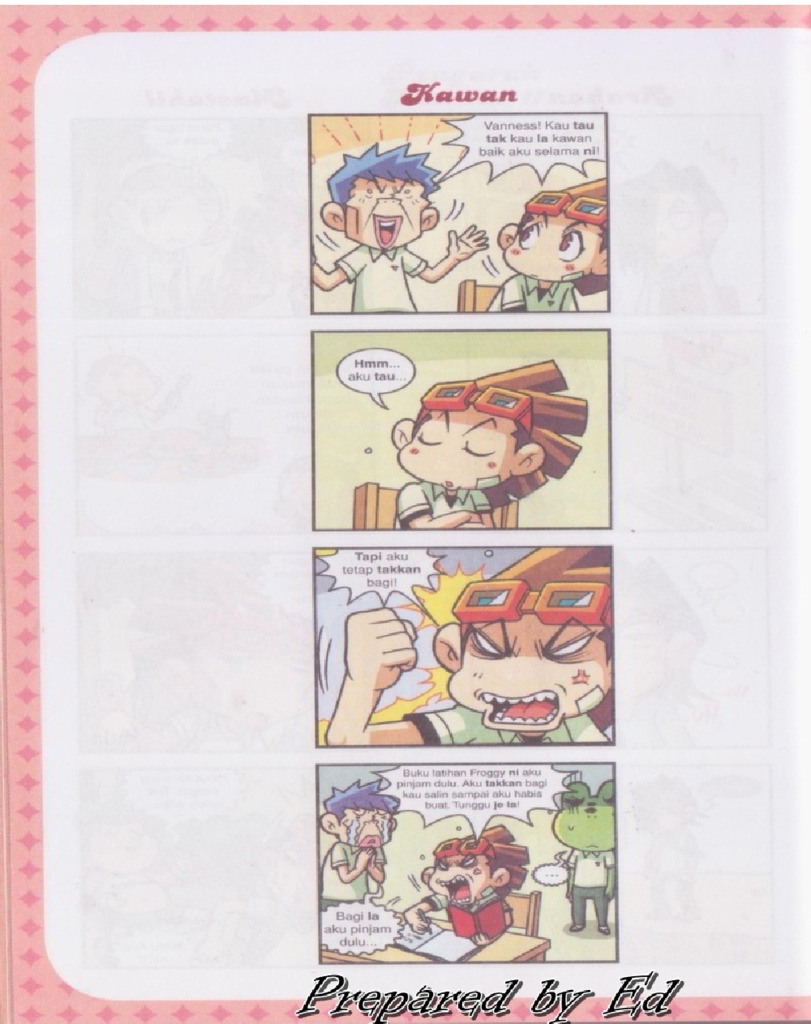 Kawan
Vanness! Kau tau
tak kau la kawan
baik aku selama ni!
Hmm...
aku tau...
Tapi aku
tetap takkan
bagi!
Buku latihan Froggy ni aku
pinjam dulu. Aku takkan bagi
kau salin sampai aku habis
buat. Tunggu je la!
...
Bagi la
aku pinjam
dulu...
Prepared by Ed